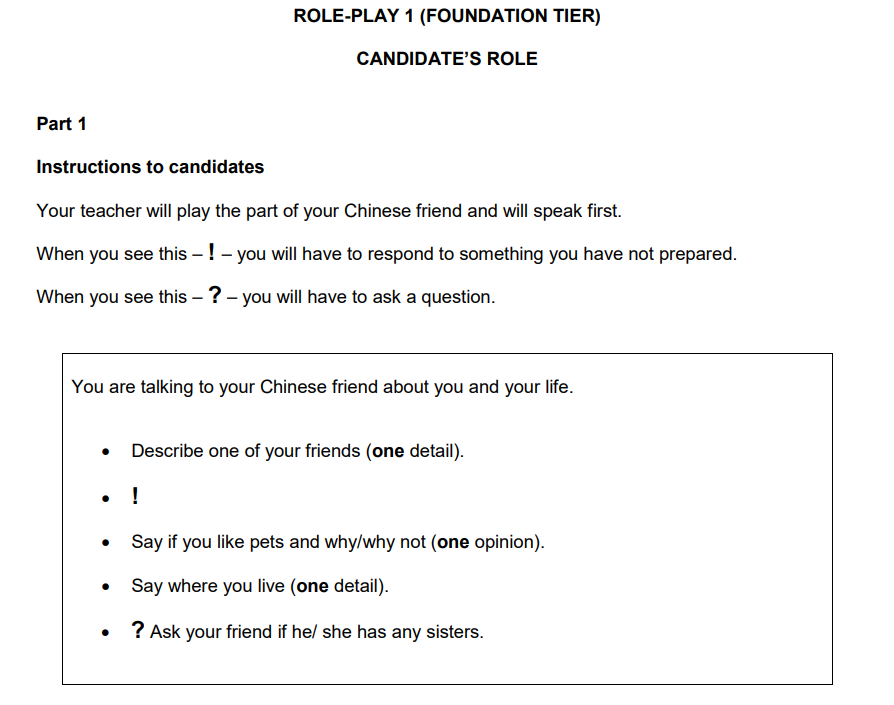 ROLE-PLAY 1 (FOUNDATION TIER)
CANDIDATE’S ROLE
Part 1
Instructions to candidates
Your teacher will play the part of your Chinese friend and will speak first.
When you see this – ! – you will have to respond to something you have not prepared.
When you see this – ? – you will have to ask a question.
You are talking to your Chinese friend about you and your life.
• Describe one of your friends (one detail).
• !
• Say if you like pets and why/why not (one opinion).
• Say where you live (one detail).
• ? Ask your friend if he/ she has any sisters.